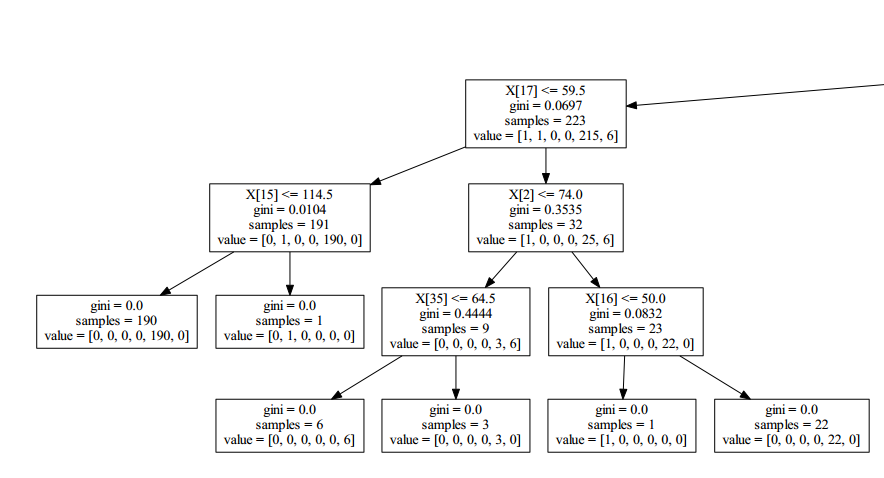 X[17] <= 59.5
gini = 0.0697
samples = 223
value = [1, 1, 0, 0, 215, 6]
X[15] <= 114.5
gini = 0.0104
samples = 191
value = [0, 1, 0, 0, 190, 0]
X[2] <= 74.0
gini = 0.3535
samples = 32
value = [1, 0, 0, 0, 25, 6]
gini = 0.0
samples = 190
value = [0, 0, 0, 0, 190, 0]
gini = 0.0
samples = 1
value = [0, 1, 0, 0, 0, 0]
X[35] <= 64.5
gini = 0.4444
samples = 9
value = [0, 0, 0, 0, 3, 6]
X[16] <= 50.0
gini = 0.0832
samples = 23
value = [1, 0, 0, 0, 22, 0]
gini = 0.0
samples = 6
value = [0, 0, 0, 0, 0, 6]
gini = 0.0
samples = 3
value = [0, 0, 0, 0, 3, 0]
gini = 0.0
samples = 1
value = [1, 0, 0, 0, 0, 0]
gini = 0.0
samples = 22
value = [0, 0, 0, 0, 22, 0]